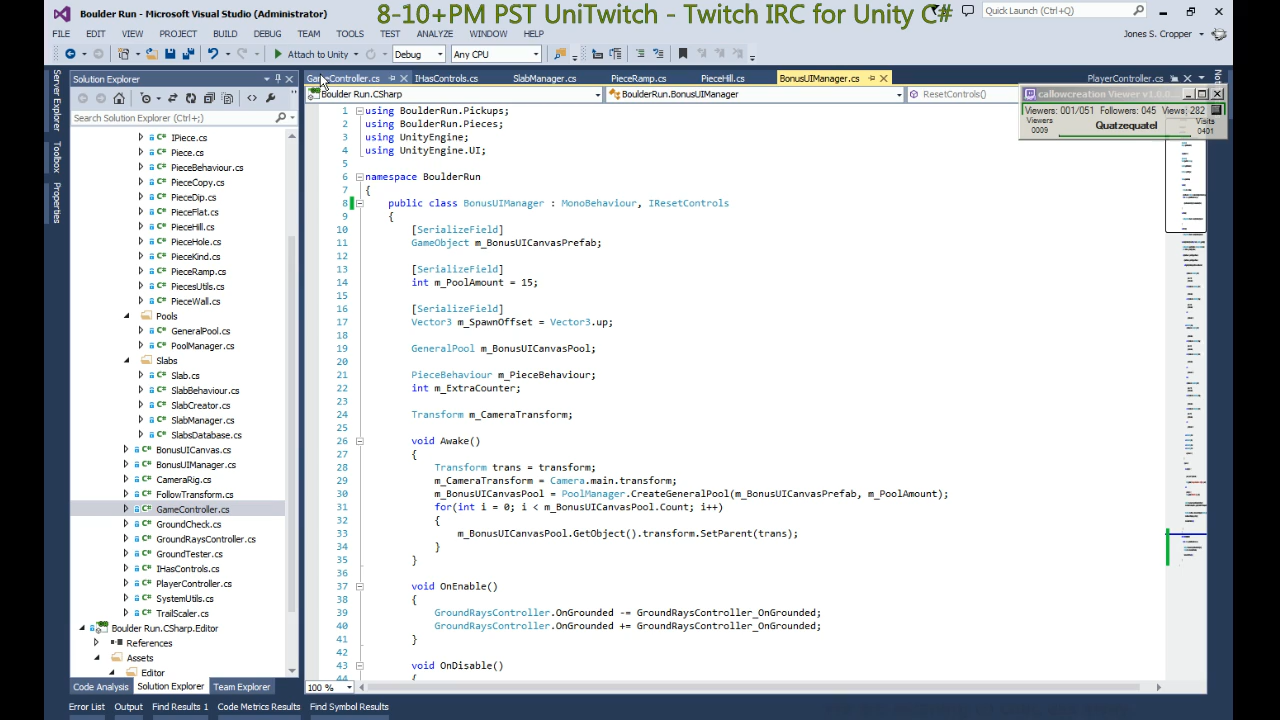 Boulder Run - Microsoft Visual Studio (Administrator)
8-10+PM PST UniTwitch - Twitch IRC for Unity C#
Quick Launch (Ctrl+Q)
FILE EDIT VIEW PROJECT BUILD DEBUG TEAM TOOLS TEST ANALYZE WINDOW HELP
Jones S. Cropper
Attach to Unity Debug Any CPU
Server Explorer
Toolbox
Properties
Solution Explorer
Search Solution Explorer (Ctrl+;)
IPiece.cs
Piece.cs
PieceBehaviour.cs
PieceCopy.cs
PieceDip.cs
PieceFlat.cs
PieceHill.cs
PieceHole.cs
PieceKind.cs
PieceRamp.cs
PiecesUtils.cs
PieceWall.cs
Pools
GeneralPool.cs
PoolManager.cs
Slabs
Slab.cs
SlabBehaviour.cs
SlabCreator.cs
SlabManager.cs
SlabsDatabase.cs
BonusUICanvas.cs
BonusUIManager.cs
CameraRig.cs
FollowTransform.cs
GameController.cs
GroundCheck.cs
GroundRaysController.cs
GroundTester.cs
IHasControls.cs
PlayerController.cs
SystemUtils.cs
TrailScaler.cs
Boulder Run.CSharp.Editor
References
Assets
Editor
Code Analysis Solution Explorer Team Explorer
GameController.cs IHasControls.cs SlabManager.cs PieceRamp.cs PieceHill.cs BonusUIManager.cs PlayerController.cs
Boulder Run.CSharp BoulderRun.BonusUIManager ResetControls()
callowcreation Viewer v1.0.0...
Viewers: 001/051 Followers: 045 Views: 282
Viewers
0009
Quatzequatel
Visits
0401
1 using BoulderRun.Pickups;
2 using BoulderRun.Pieces;
3 using UnityEngine;
4 using UnityEngine.UI;
5
6 namespace BoulderRun
7 {
8 public class BonusUIManager : MonoBehaviour, IResetControls
9 {
10 [SerializeField]
11 GameObject m_BonusUICanvasPrefab;
12
13 [SerializeField]
14 int m_PoolAmount = 15;
15
16 [SerializeField]
17 Vector3 m_SpawnOffset = Vector3.up;
18
19 GeneralPool m_BonusUICanvasPool;
20
21 PieceBehaviour m_PieceBehaviour;
22 int m_ExtraCounter;
23
24 Transform m_CameraTransform;
25
26 void Awake()
27 {
28 Transform trans = transform;
29 m_CameraTransform = Camera.main.transform;
30 m_BonusUICanvasPool = PoolManager.CreateGeneralPool(m_BonusUICanvasPrefab, m_PoolAmount);
31 for(int i = 0; i < m_BonusUICanvasPool.Count; i++)
32 {
33 m_BonusUICanvasPool.GetObject().transform.SetParent(trans);
34 }
35 }
36
37 void OnEnable()
38 {
39 GroundRaysController.OnGrounded -= GroundRaysController_OnGrounded;
40 GroundRaysController.OnGrounded += GroundRaysController_OnGrounded;
41 }
42
43 void OnDisable()
44 {
100 %
Error List Output Find Results 1 Code Metrics Results Find Symbol Results